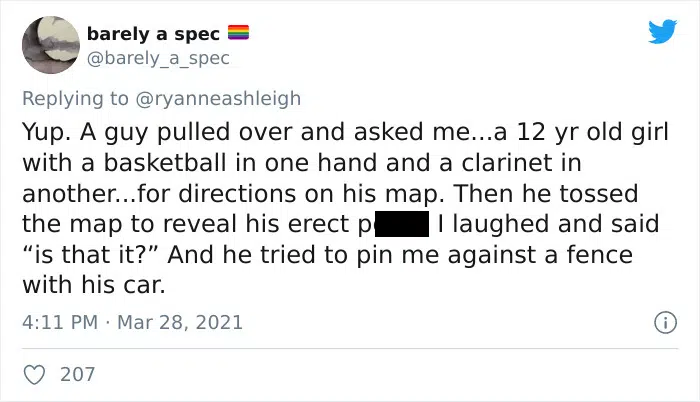 barely a spec 🏳️‍🌈
@barely_a_spec
Replying to @ryanneashleigh
Yup. A guy pulled over and asked me...a 12 yr old girl
with a basketball in one hand and a clarinet in
another...for directions on his map. Then he tossed
the map to reveal his erect p I laughed and said
“is that it?” And he tried to pin me against a fence
with his car.
4:11 PM · Mar 28, 2021
207